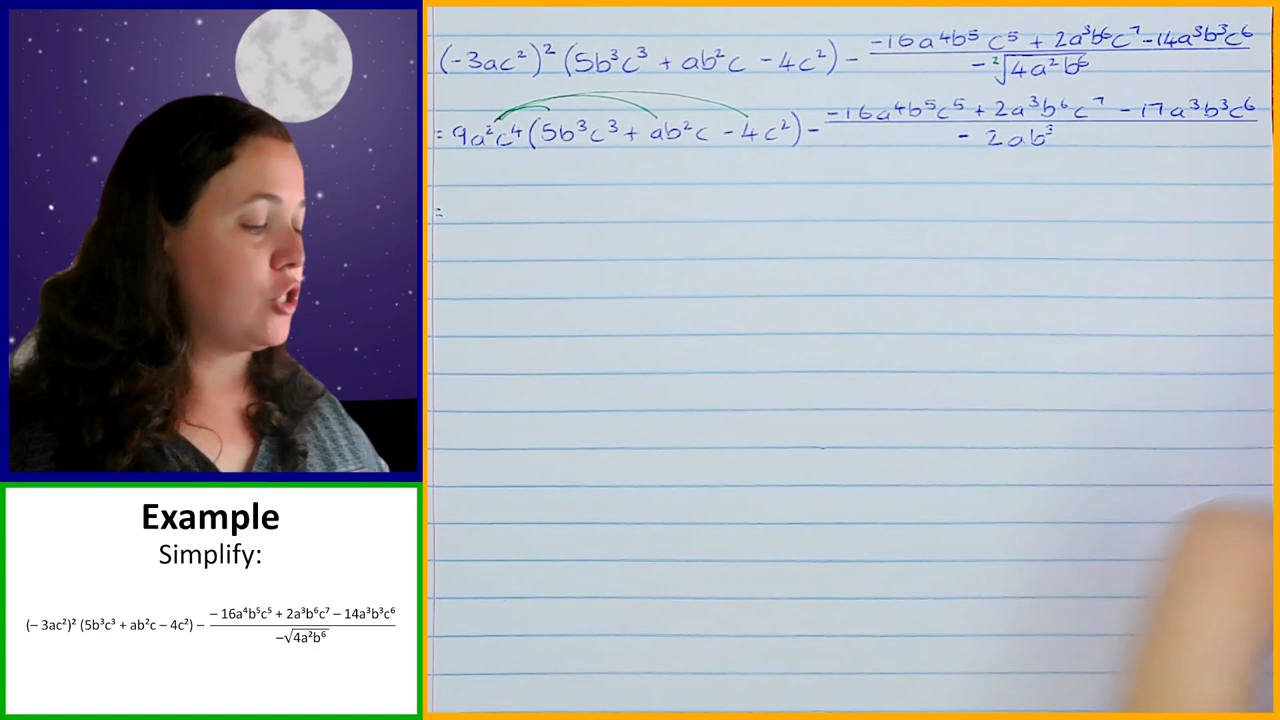 (-3ac²)² (5b³c³ + ab²c - 4c²) - (-16a⁴b⁵c⁵ + 2a³b⁶c⁷ - 14a³b³c⁶)/(-²√4a²b⁶)
= 9a²c⁴ (5b³c³ + ab²c - 4c²) - (-16a⁴b⁵c⁵ + 2a³b⁶c⁷ - 17a³b³c⁶)/(-2ab³)
=
Example
Simplify:
(– 3ac²)² (5b³c³ + ab²c – 4c²) – (– 16a⁴b⁵c⁵ + 2a³b⁶c⁷ – 14a³b³c⁶)/(–√4a²b⁶)